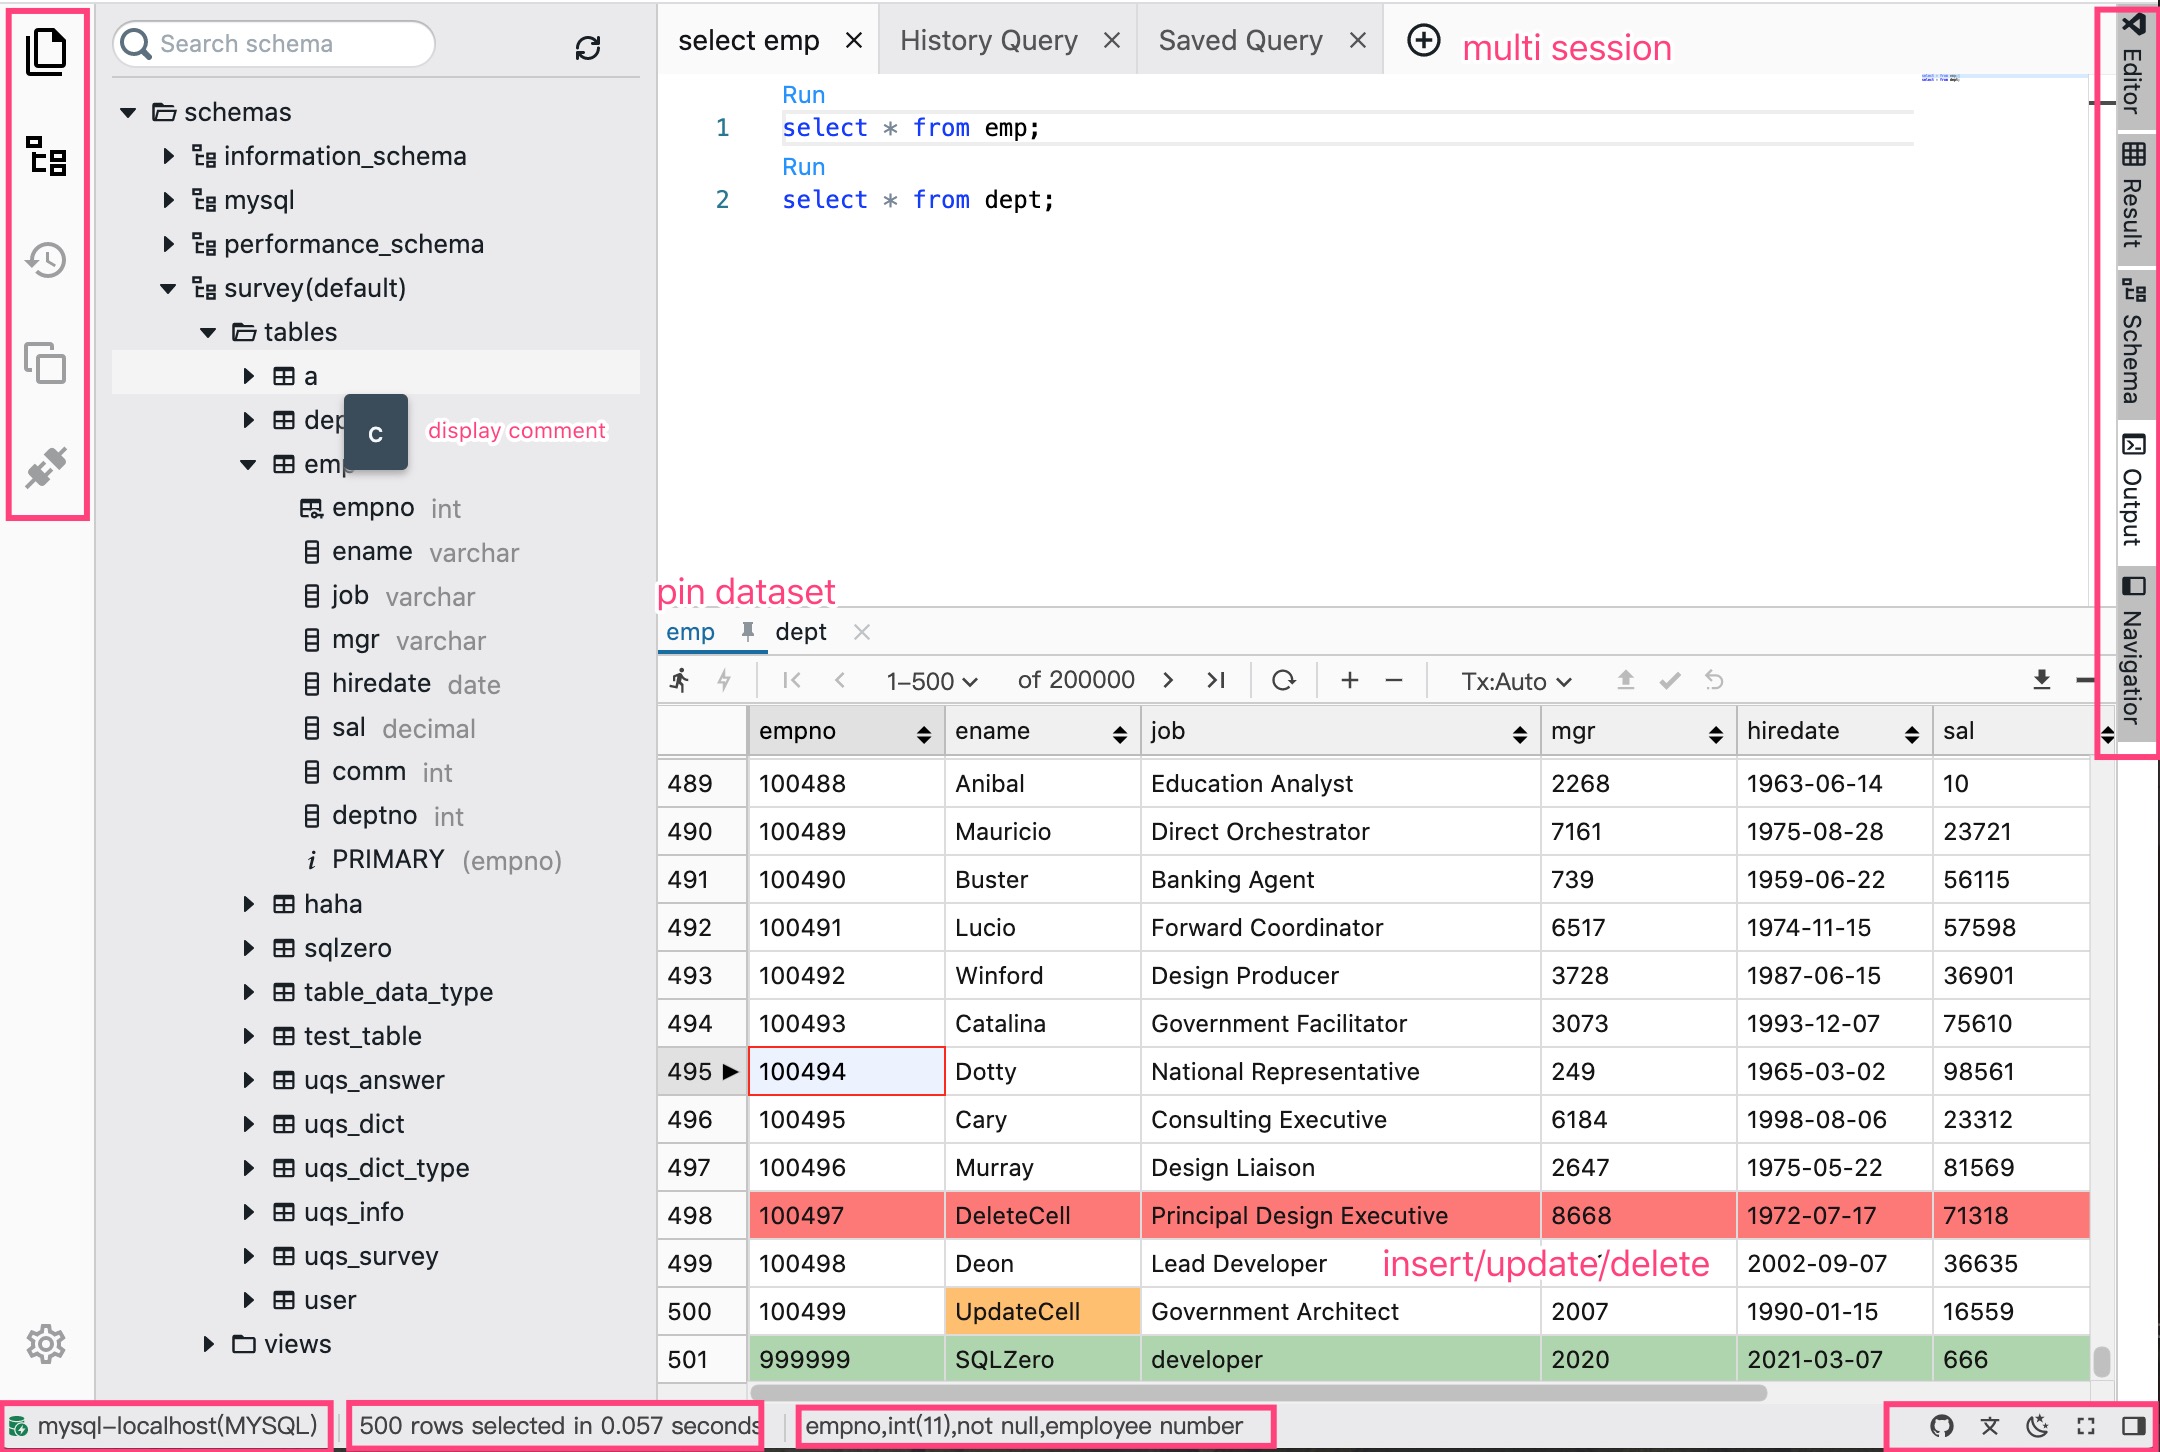 Search schema
schemas
information_schema
mysql
performance_schema
survey(default)
tables
a
dep
c
display comment
emp
empno int
ename varchar
job varchar
mgr varchar
hiredate date
sal decimal
comm int
deptno int
i PRIMARY (empno)
haha
sqlzero
table_data_type
test_table
uqs_answer
uqs_dict
uqs_dict_type
uqs_info
uqs_survey
user
views
select emp
History Query
Saved Query
multi session
Run
1 select * from emp;
Run
2 select * from dept;
pin dataset
emp dept
1-500 of 200000 Tx:Auto
empno ename job mgr hiredate sal
489 100488 Anibal Education Analyst 2268 1963-06-14 10
490 100489 Mauricio Direct Orchestrator 7161 1975-08-28 23721
491 100490 Buster Banking Agent 739 1959-06-22 56115
492 100491 Lucio Forward Coordinator 6517 1974-11-15 57598
493 100492 Winford Design Producer 3728 1987-06-15 36901
494 100493 Catalina Government Facilitator 3073 1993-12-07 75610
495 100494 Dotty National Representative 249 1965-03-02 98561
496 100495 Cary Consulting Executive 6184 1998-08-06 23312
497 100496 Murray Design Liaison 2647 1975-05-22 81569
498 100497 DeleteCell Principal Design Executive 8668 1972-07-17 71318
499 100498 Deon Lead Developer 2002-09-07 36635
insert/update/delete
500 100499 UpdateCell Government Architect 2007 1990-01-15 16559
501 999999 SQLZero developer 2020 2021-03-07 666
Editor
Result
Schema
Output
Navigatior
mysql-localhost(MYSQL)
500 rows selected in 0.057 seconds
empno,int(11),not null,employee number
文